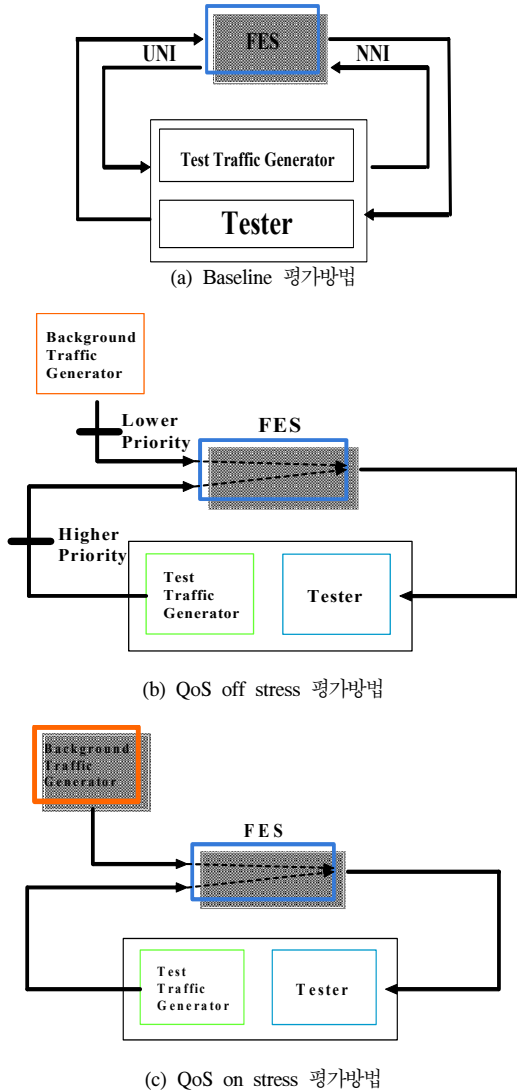 UNI
FES
NNI
Test Traffic Generator
Tester
(a) Baseline 평가방법
Background
Traffic
Generator
Lower
Priority
FES
Higher
Priority
Test
Traffic
Generator
Tester
(b) QoS off stress 평가방법
Background
Traffic
Generator
FES
Test
Traffic
Generator
Tester
(c) QoS on stress 평가방법